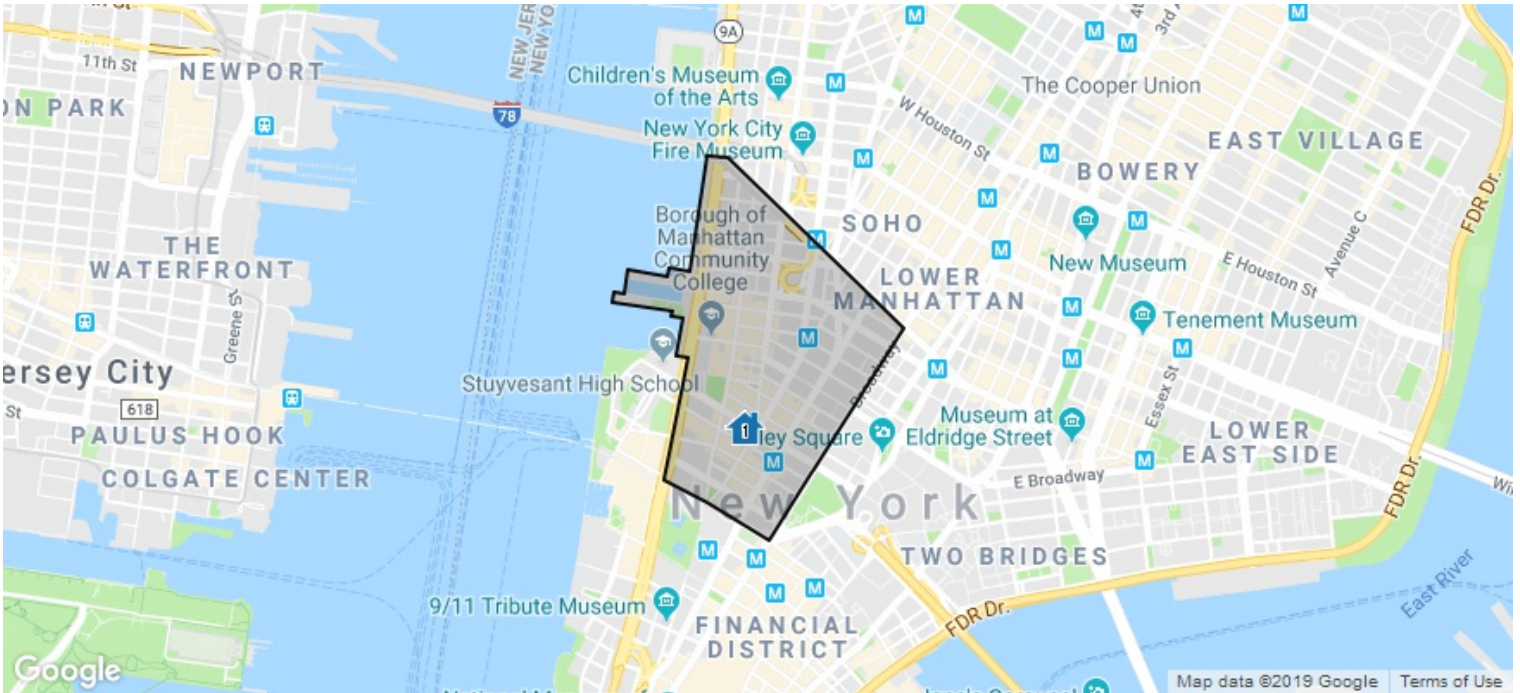 11th St
NEWPORT
ON PARK
NEW JER
NEW YO
78
9A
Children's Museum
of the Arts
New York City
Fire Museum
M
M
M
M
M
3rd
The Cooper Union
W Houston St
EAST VILLAGE
BOWERY
M
M
M
M
FDR Dr.
Borough of
Manhattan
Community
College
SOHO
M
M
THE
WATERFRONT
LOWER
MANHATTAN
New Museum
E Houston St
Avenue C
Greene St
M
M
Tenement Museum
M
M
M
ersey City
Stuyvesant High School
Broadway
618
St
PAULUS HOOK
Museum at
Eldridge Street
Essex St
1
ley Square
LOWER
EAST SIDE
COLGATE CENTER
M
M
E Broadway
FDR Dr.
New York
M
M
TWO BRIDGES
M
M
9/11 Tribute Museum
FDR Dr.
East River
FINANCIAL
DISTRICT
Google
Map data ©2019 Google
Terms of Use